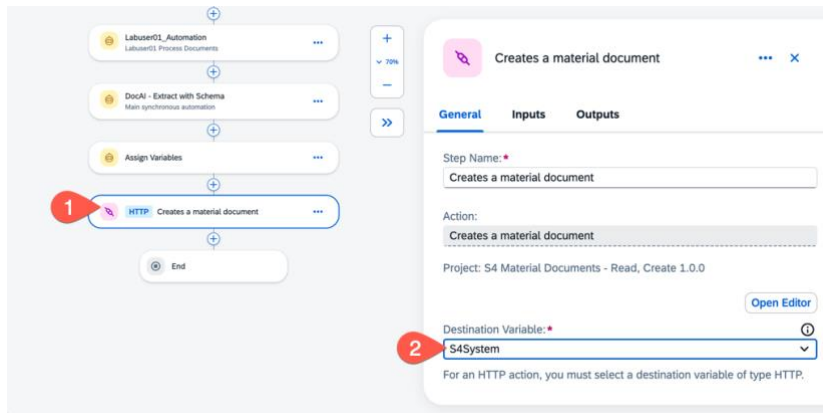 Labuser01_Automation
Labuser01 Process Documents
DocAI - Extract with Schema
Main synchronous automation
Assign Variables
1
HTTP Creates a material document
End
70%
Creates a material document
General Inputs Outputs
Step Name:*
Creates a material document
Action:
Creates a material document
Project: S4 Material Documents - Read, Create 1.0.0
Open Editor
Destination Variable:*
2
S4System
For an HTTP action, you must select a destination variable of type HTTP.